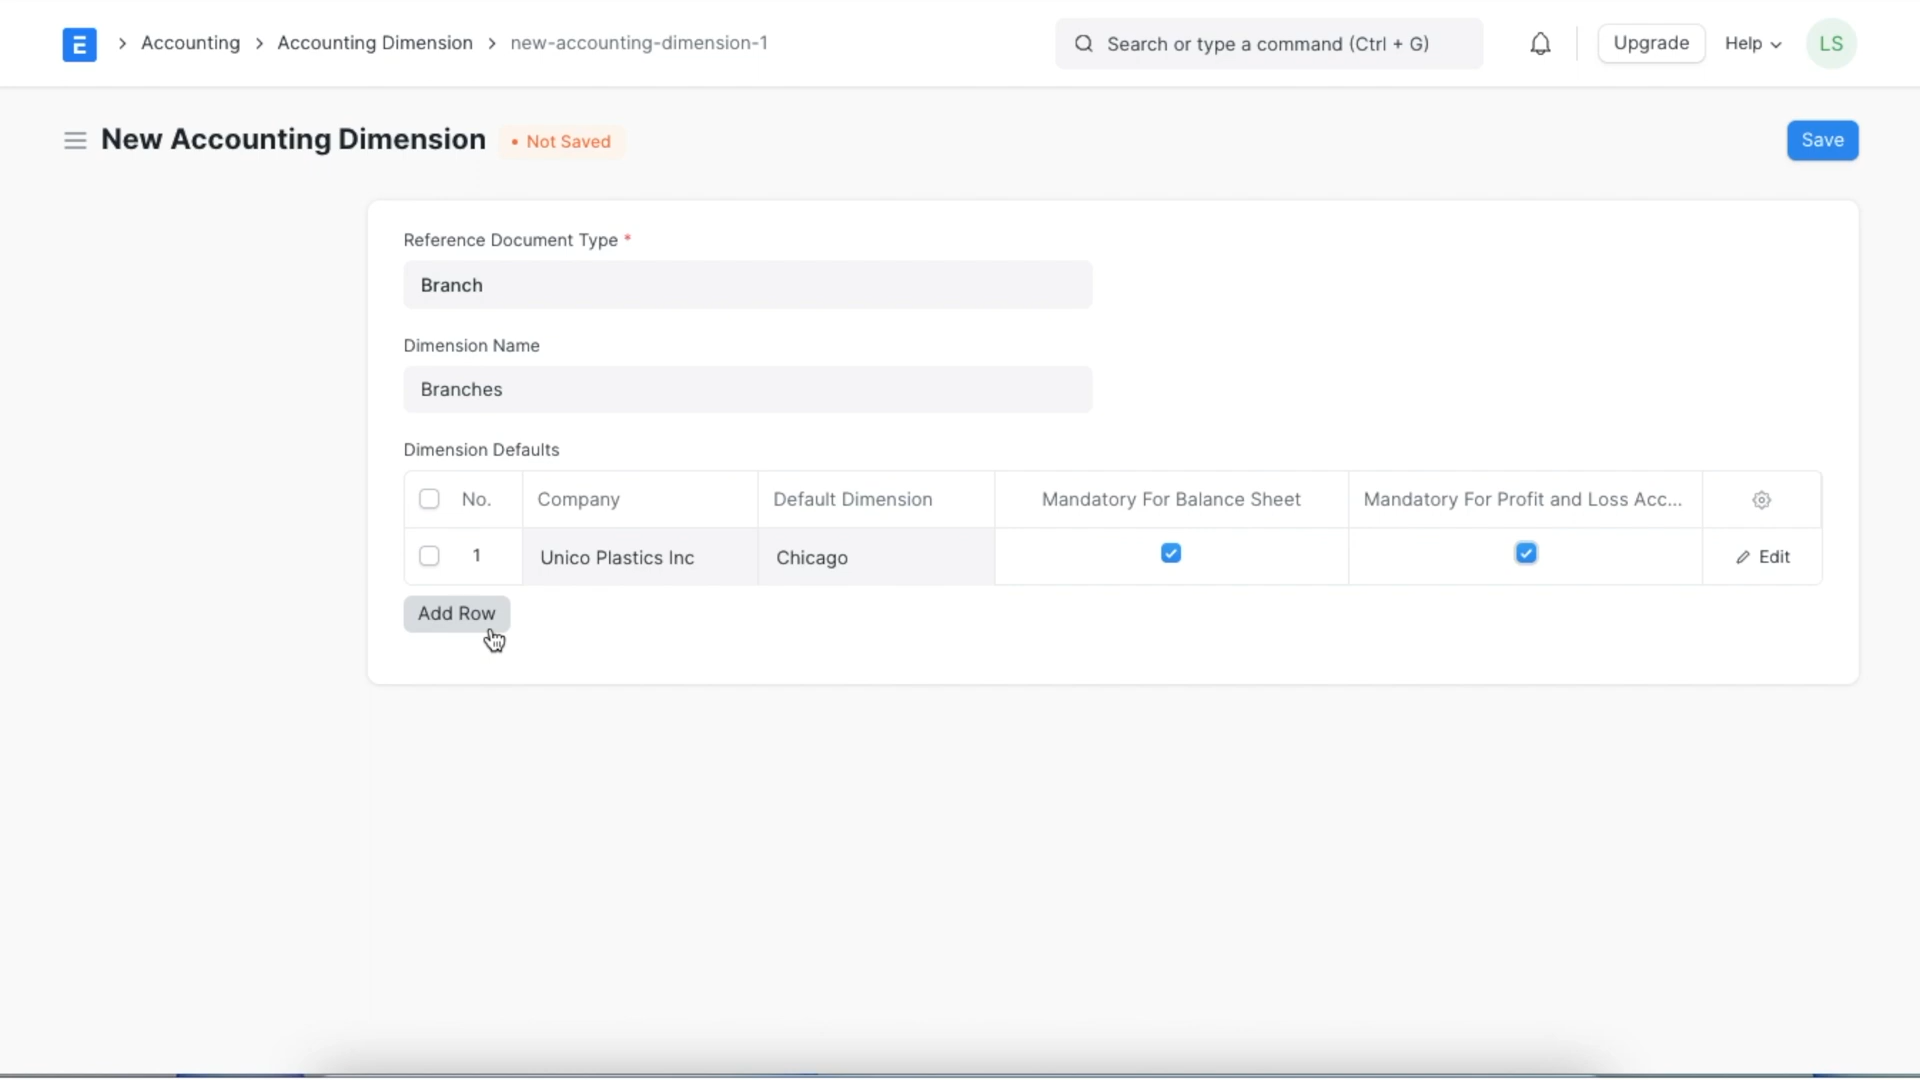 E > Accounting > Accounting Dimension > new-accounting-dimension-1 Search or type a command (Ctrl + G) Upgrade Help LS
New Accounting Dimension • Not Saved Save
Reference Document Type *
Branch
Dimension Name
Branches
Dimension Defaults
No. Company Default Dimension Mandatory For Balance Sheet Mandatory For Profit and Loss Acc...
1 Unico Plastics Inc Chicago Edit
Add Row